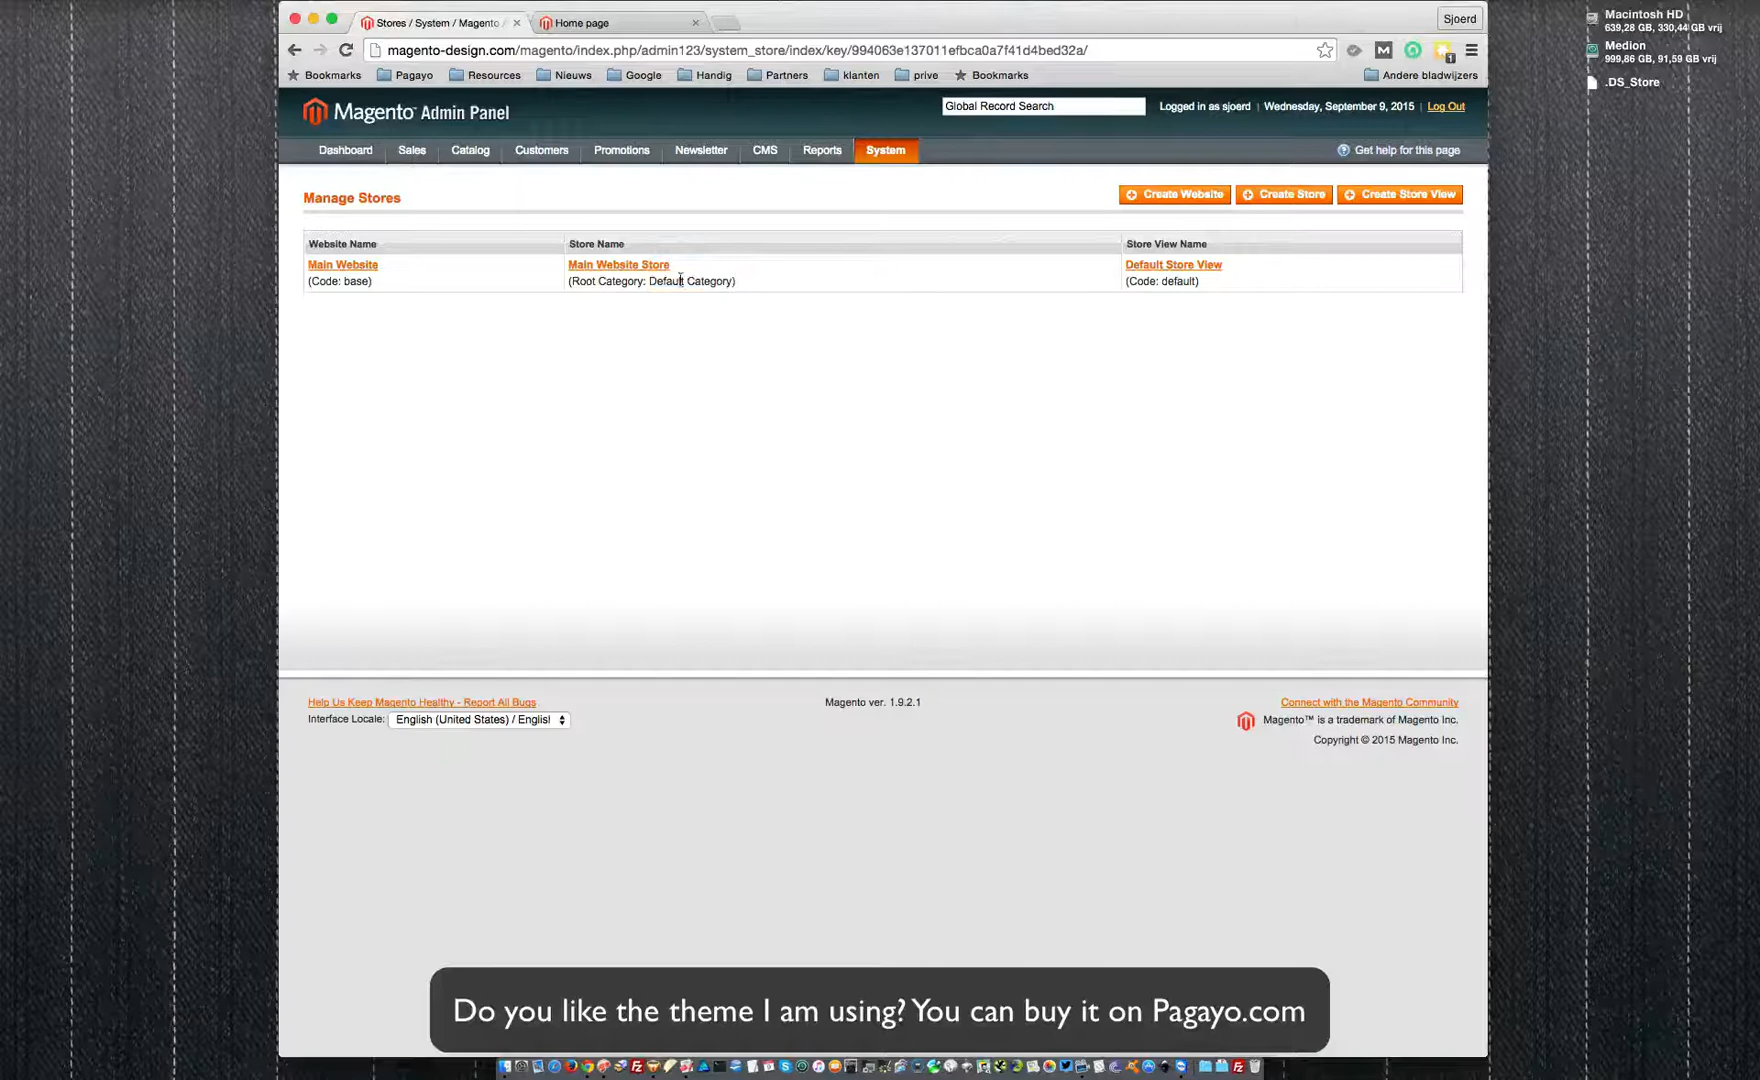 Stores / System / Magento
Home page
Sjoerd
magento-design.com/magento/index.php/admin123/system_store/index/key/994063e137011efbca0a7f41d4bed32a/
Bookmarks
Pagayo
Resources
Nieuws
Google
Handig
Partners
klanten
prive
Bookmarks
Andere bladwijzers
Macintosh HD
639,28 GB, 330,44 GB vrij
Medion
999,86 GB, 91,59 GB vrij
.DS_Store
Magento™ Admin Panel
Global Record Search
Logged in as sjoerd | Wednesday, September 9, 2015 | Log Out
Dashboard
Sales
Catalog
Customers
Promotions
Newsletter
CMS
Reports
System
Get help for this page
Manage Stores
Create Website
Create Store
Create Store View
Website Name
Store Name
Store View Name
Main Website
Main Website Store
Default Store View
(Code: base)
(Root Category: Default Category)
(Code: default)
Help Us Keep Magento Healthy - Report All Bugs
Magento ver. 1.9.2.1
Connect with the Magento Community
Interface Locale:
English (United States) / Englisl
Magento™ is a trademark of Magento Inc.
Copyright © 2015 Magento Inc.
Do you like the theme I am using? You can buy it on Pagayo.com